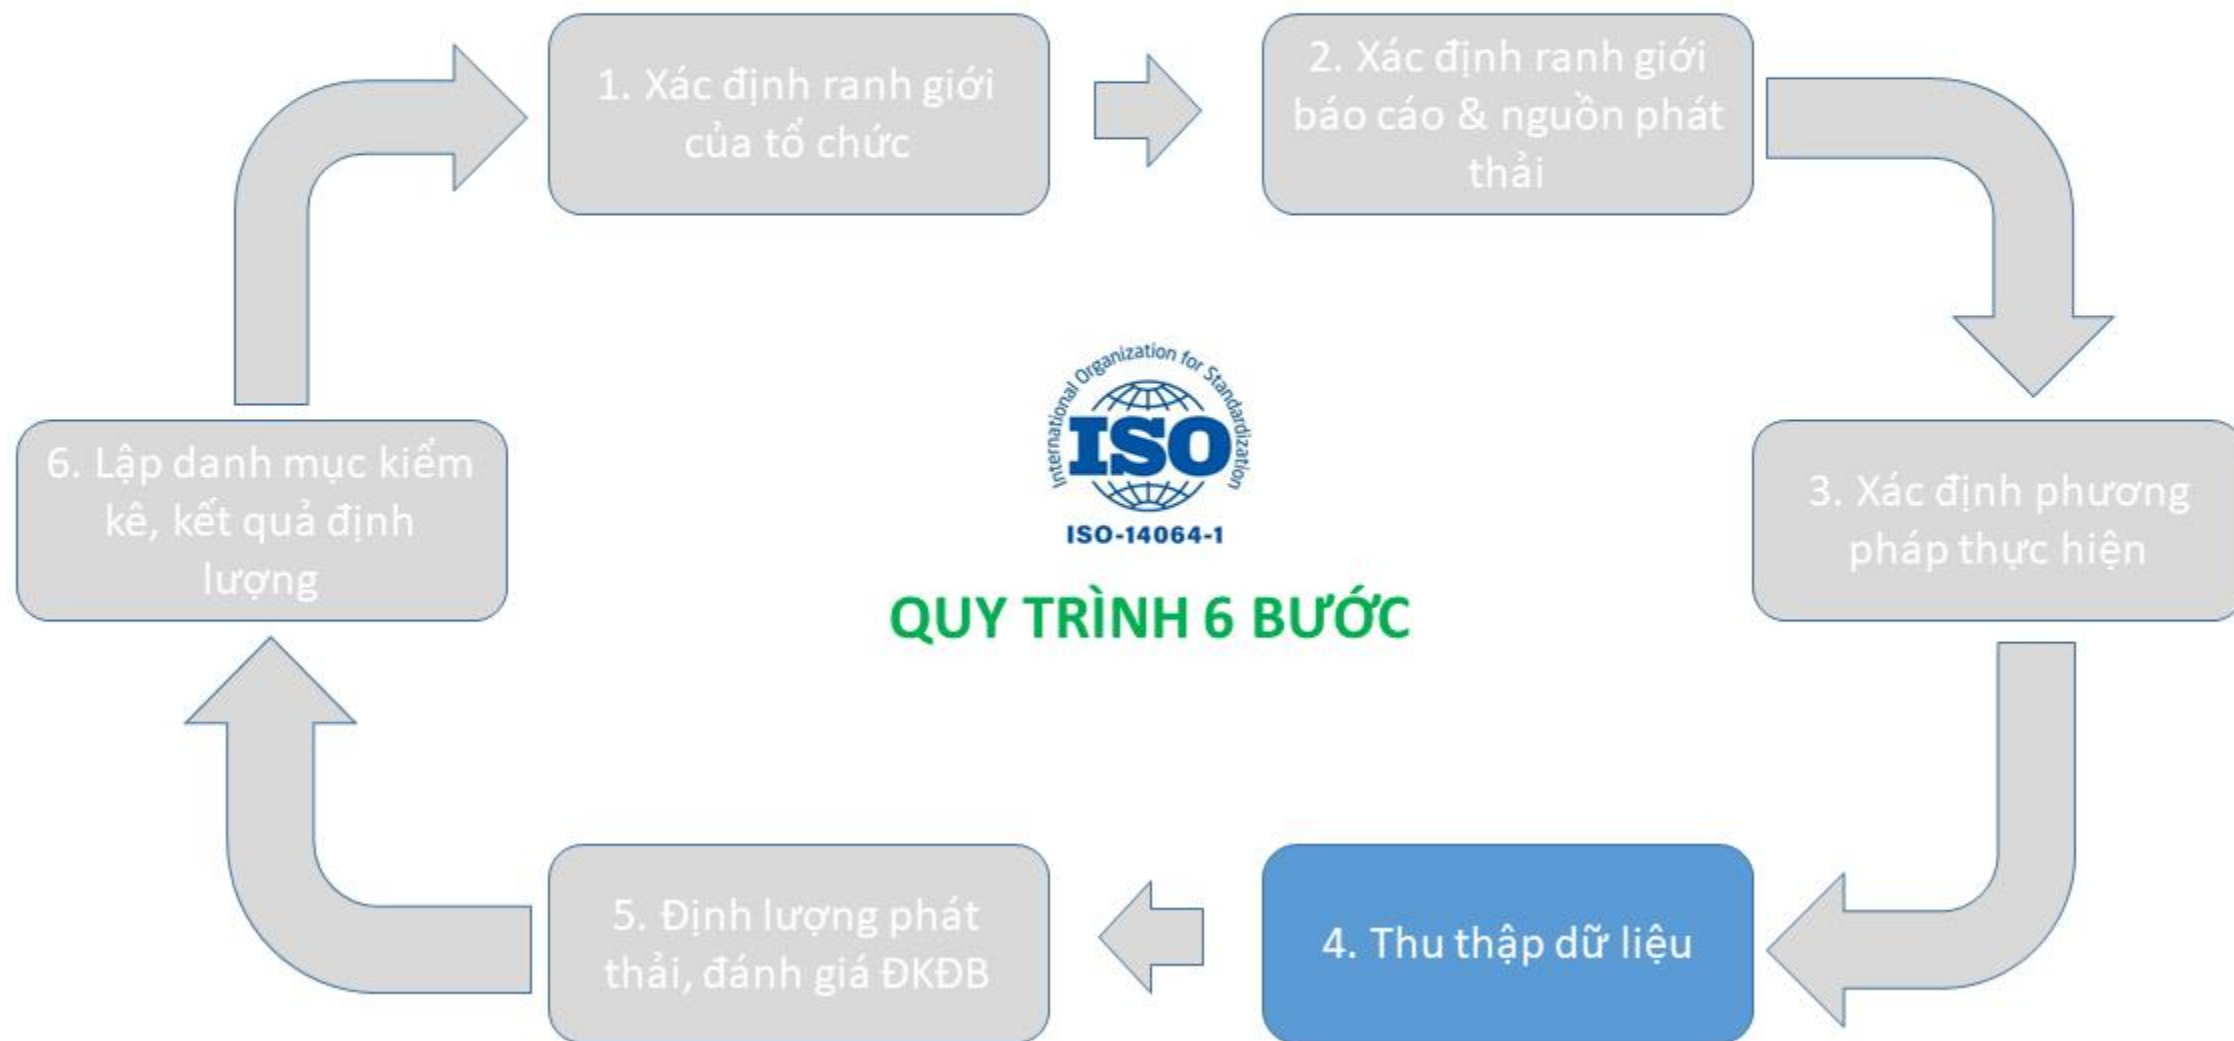 1. Xác định ranh giới
của tổ chức
2. Xác định ranh giới
báo cáo & nguồn phát
thải
3. Xác định phương
pháp thực hiện
4. Thu thập dữ liệu
5. Định lượng phát
thải, đánh giá ĐKĐB
6. Lập danh mục kiểm
kê, kết quả định
lượng
International Organization for Standardization
ISO
ISO-14064-1
QUY TRÌNH 6 BƯỚC